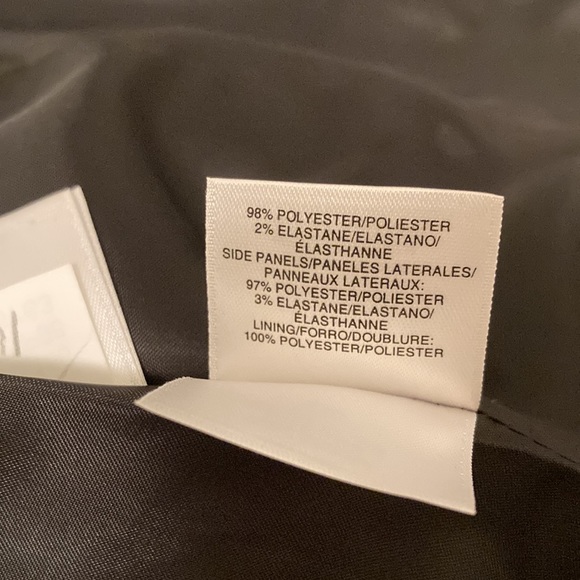 98% POLYESTER/POLIESTER
2% ELASTANE/ELASTANO/
ÉLASTHANNE
SIDE PANELS/PANELES LATERALES/
PANNEAUX LATERAUX:
97% POLYESTER/POLIESTER
3% ELASTANE/ELASTANO/
ÉLASTHANNE
LINING/FORRO/DOUBLURE:
100% POLYESTER/POLIESTER